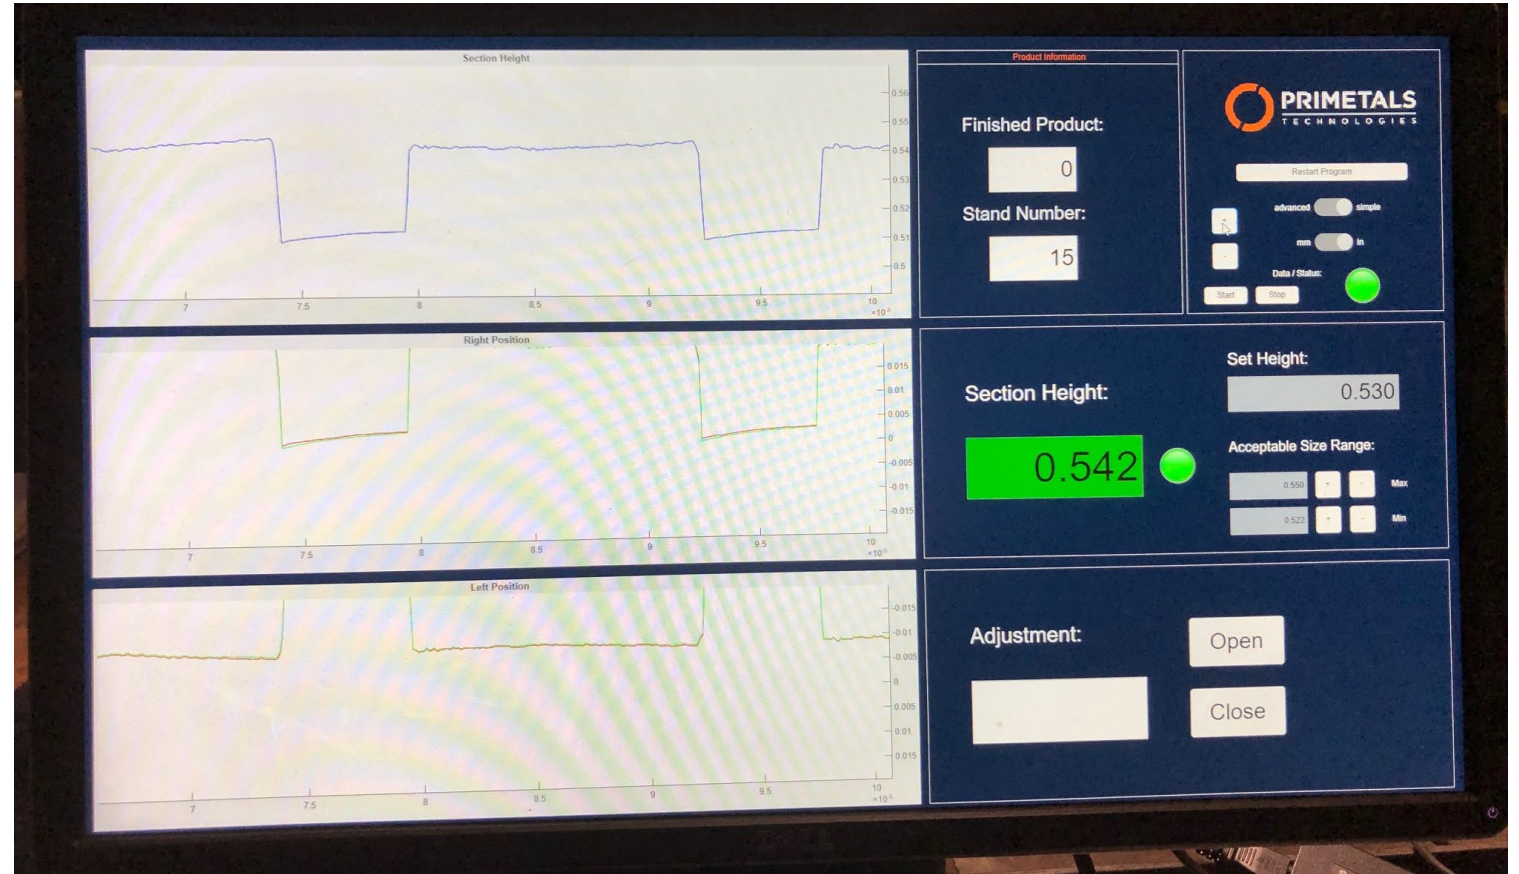 Section Height
0.56
0.55
0.54
0.53
0.52
0.51
0.5
7
7.5
8
8.5
9
9.5
10
Right Position
0.015
0.01
0.005
0
-0.005
-0.01
-0.015
7
7.5
8
8.5
9
9.5
10
Left Position
-0.015
-0.01
-0.005
0
0.005
0.01
0.015
7
7.5
8
8.5
9
9.5
10
Product Information
Finished Product:
0
Stand Number:
15
PRIMETALS
TECHNOLOGIES
Restart Program
advanced simple
mm in
Data / Status:
Start Stop
Section Height:
0.542
Set Height:
0.530
Acceptable Size Range:
0.550 + - Max
0.522 + - Min
Adjustment:
Open
Close